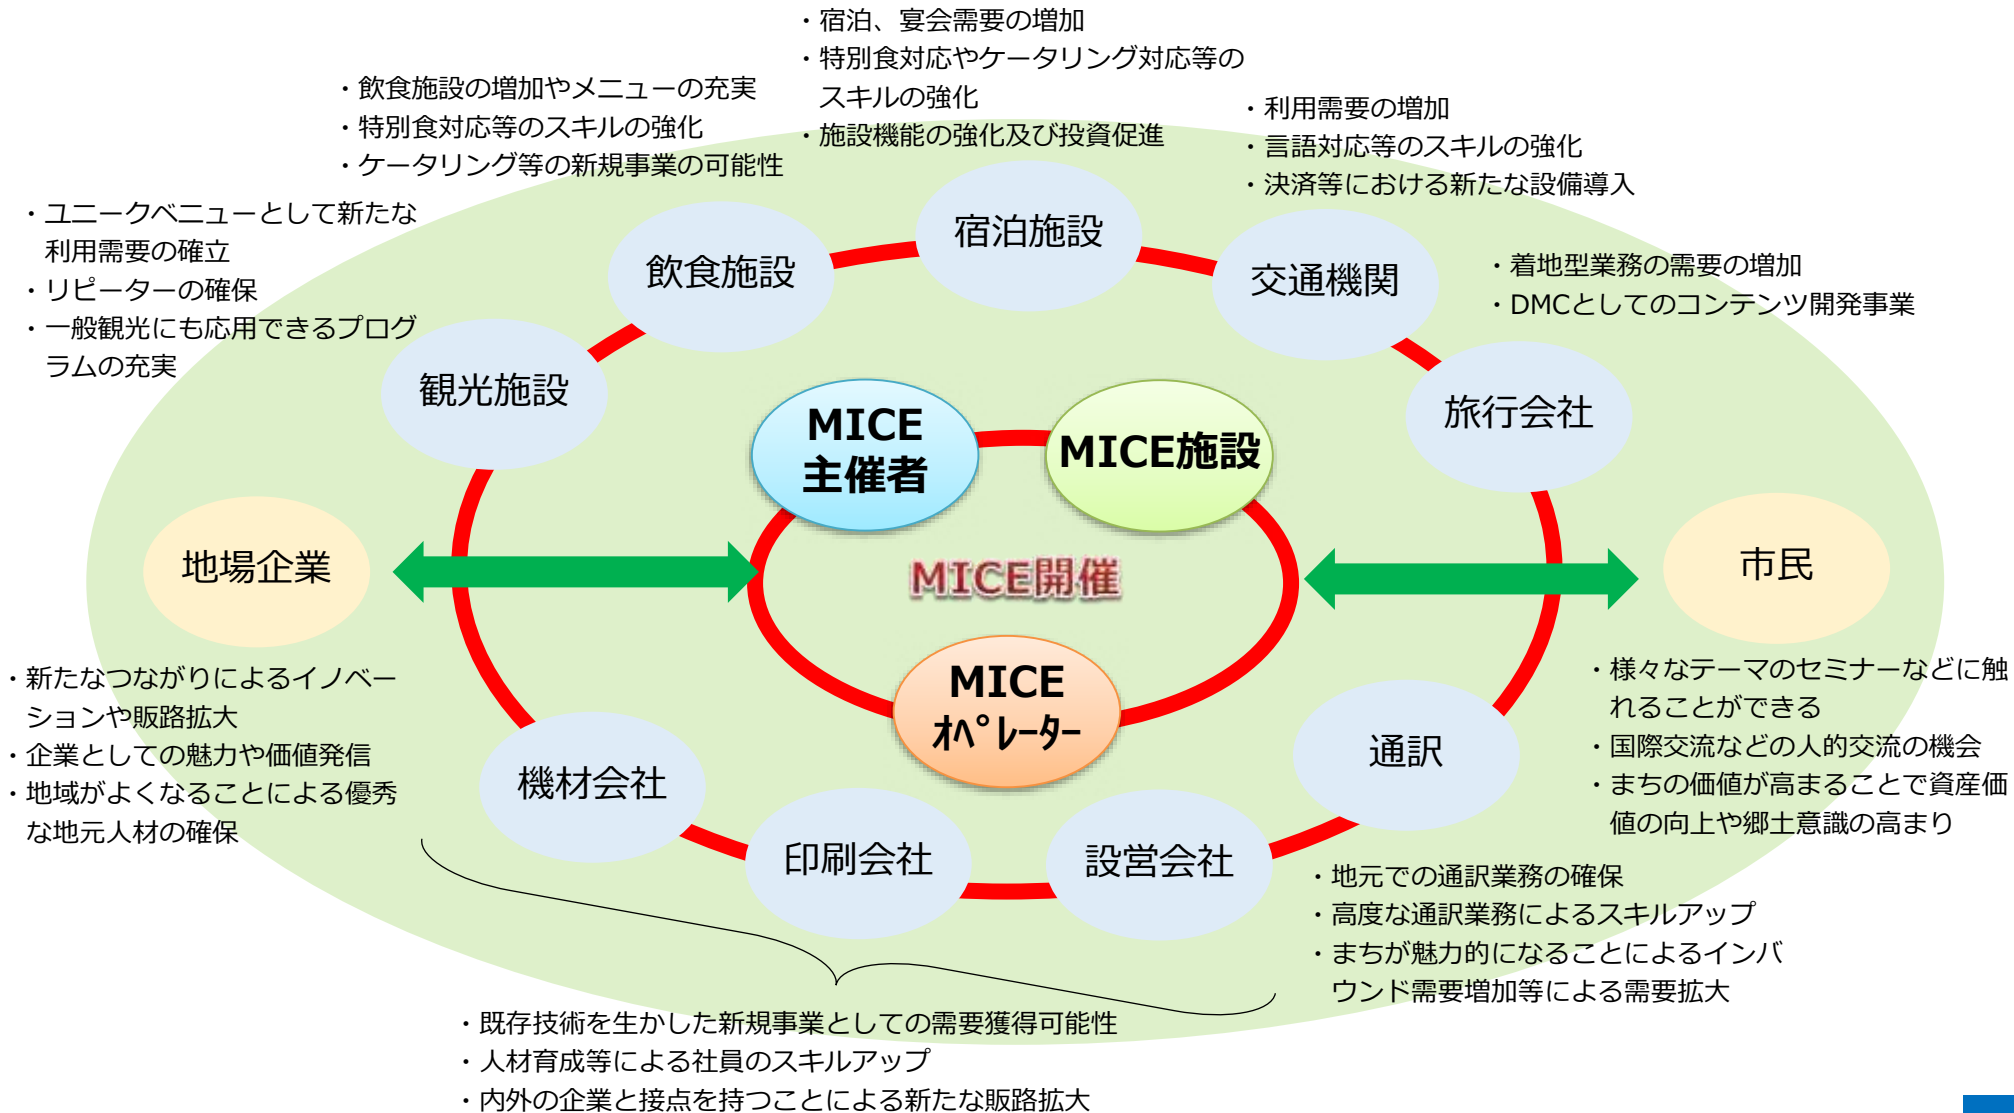 ・宿泊、宴会需要の増加
・特別食対応やケータリング対応等の
スキルの強化
・施設機能の強化及び投資促進
・飲食施設の増加やメニューの充実
・特別食対応等のスキルの強化
・ケータリング等の新規事業の可能性
・利用需要の増加
・言語対応等のスキルの強化
・決済等における新たな設備導入
・ユニークベニューとして新たな
利用需要の確立
・リピーターの確保
・一般観光にも応用できるプログ
ラムの充実
・着地型業務の需要の増加
・DMCとしてのコンテンツ開発事業
宿泊施設
飲食施設
交通機関
観光施設
旅行会社
MICE
主催者
MICE施設
地場企業
MICE開催
市民
MICE
ｵﾍﾟﾚｰﾀｰ
・新たなつながりによるイノベー
ションや販路拡大
・企業としての魅力や価値発信
・地域がよくなることによる優秀
な地元人材の確保
・様々なテーマのセミナーなどに触
れることができる
・国際交流などの人的交流の機会
・まちの価値が高まることで資産価
値の向上や郷土意識の高まり
機材会社
印刷会社
設営会社
通訳
・地元での通訳業務の確保
・高度な通訳業務によるスキルアップ
・まちが魅力的になることによるインバ
ウンド需要増加等による需要拡大
・既存技術を生かした新規事業としての需要獲得可能性
・人材育成等による社員のスキルアップ
・内外の企業と接点を持つことによる新たな販路拡大